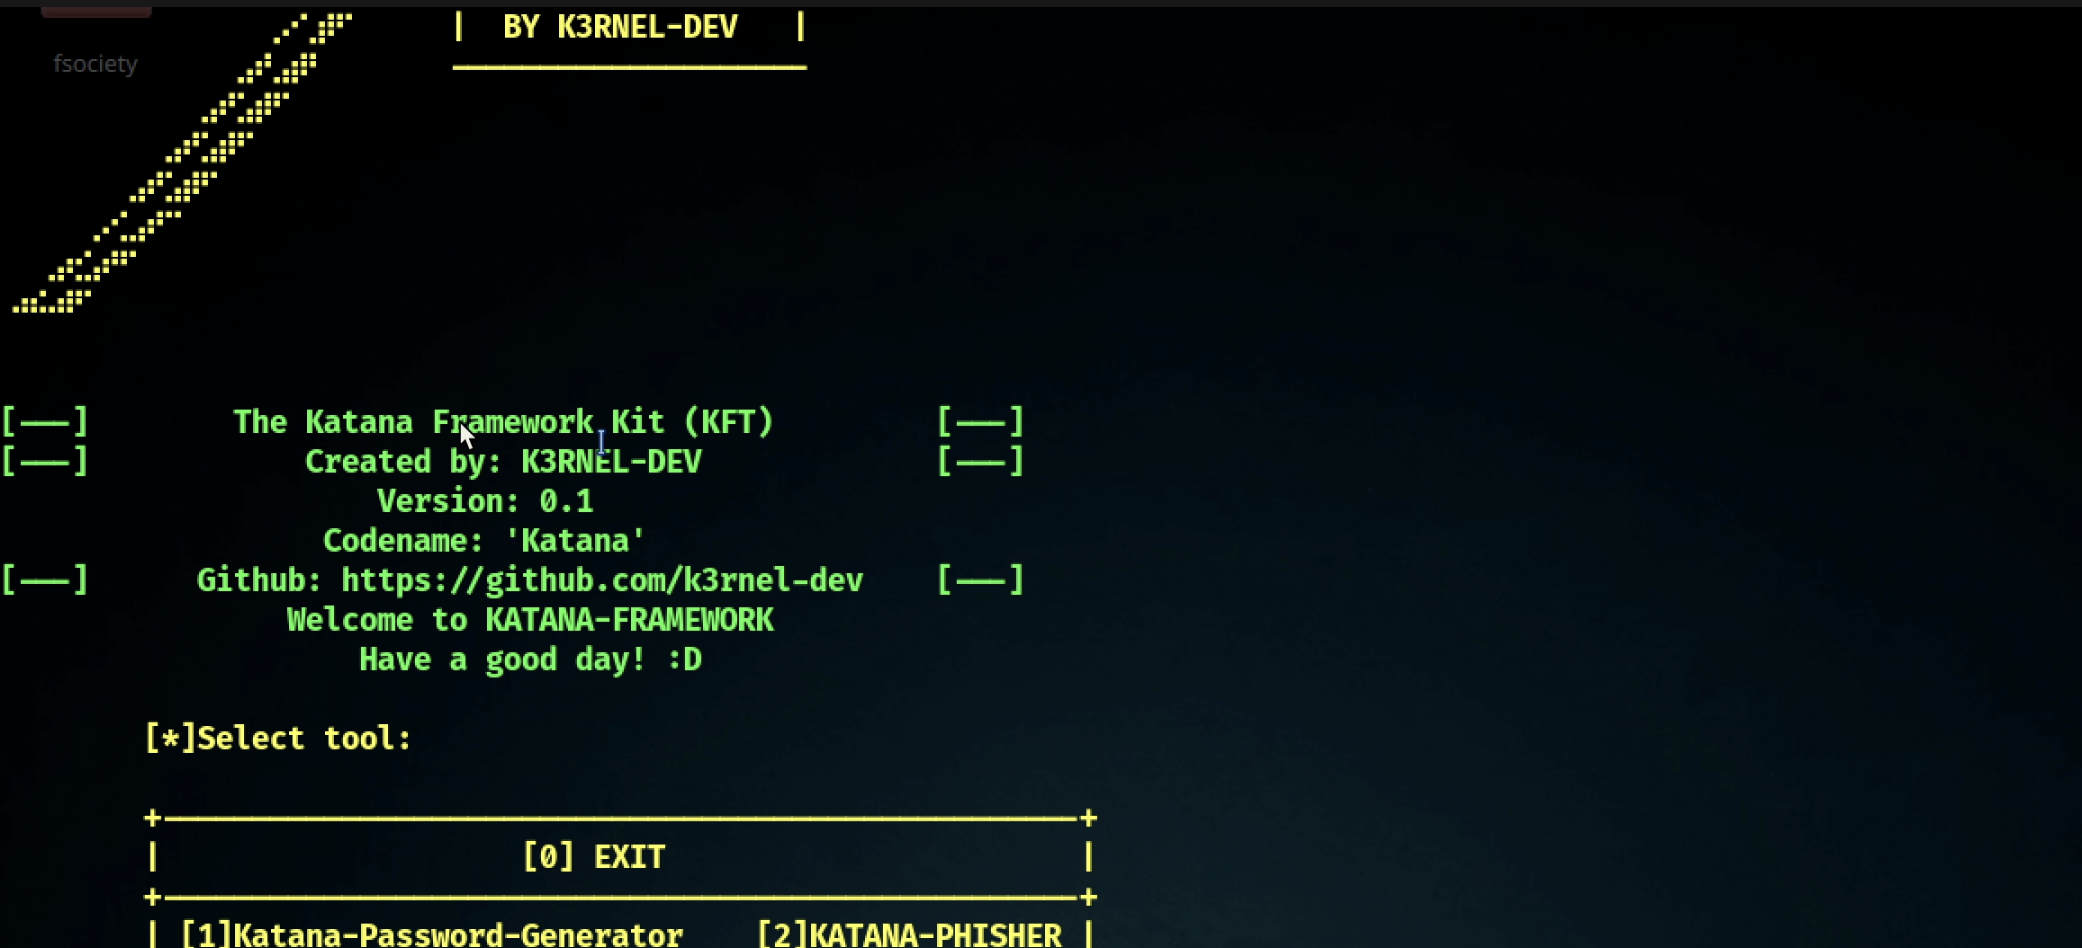 | BY K3RNEL-DEV |
fsociety
[———] The Katana Framework Kit (KFT) [———]
[———] Created by: K3RNEL-DEV [———]
Version: 0.1
Codename: 'Katana'
[———] Github: https://github.com/k3rnel-dev [———]
Welcome to KATANA-FRAMEWORK
Have a good day! :D
[*]Select tool:
| [0] EXIT |
| [1]Katana-Password-Generator [2]KATANA-PHISHER |